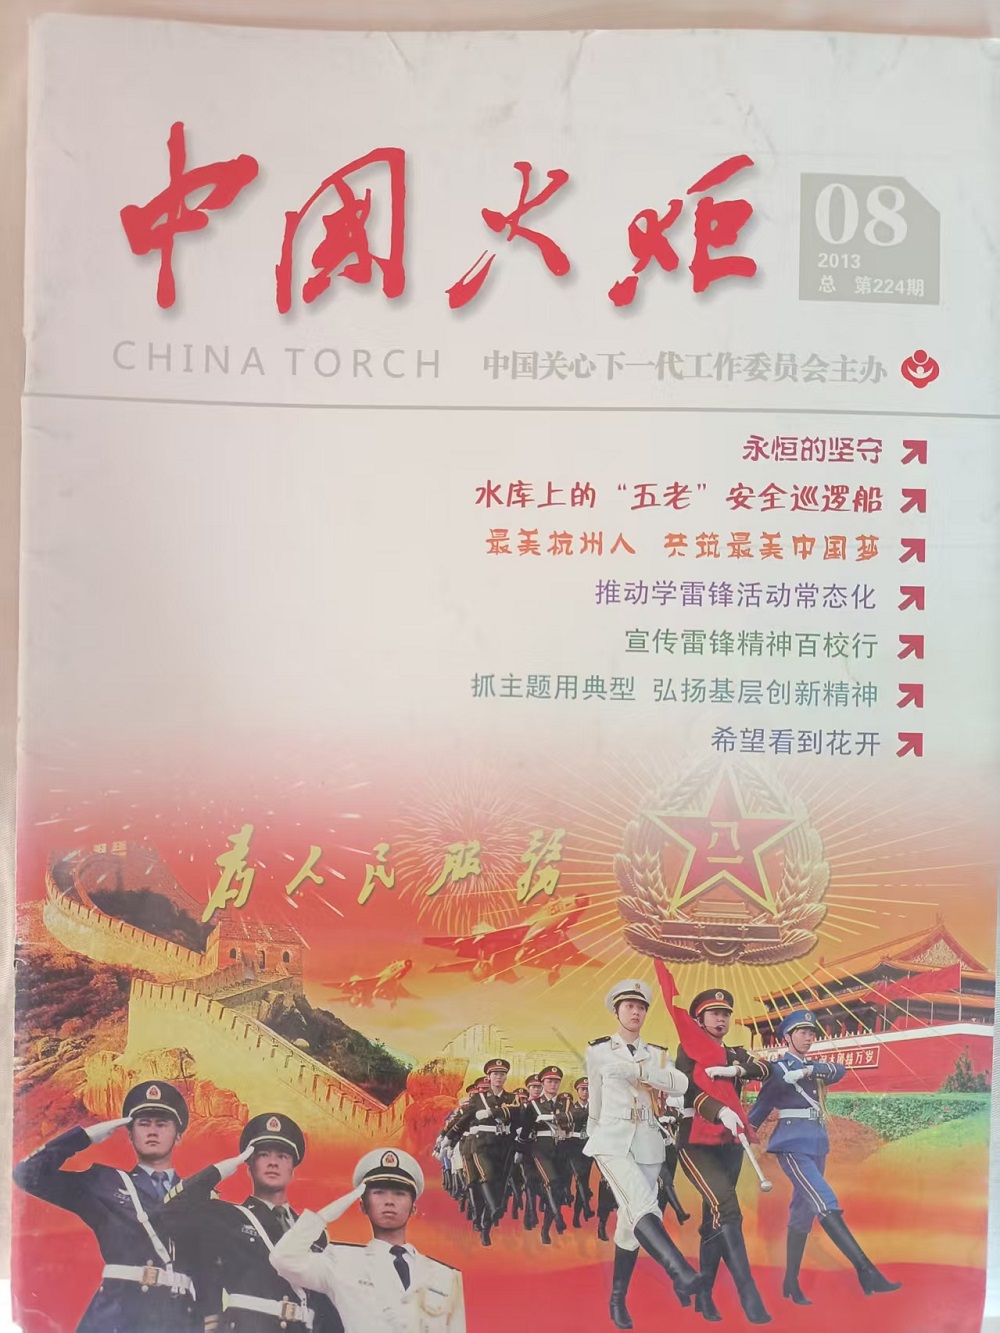 中国火炬
08
2013
总 第224期
CHINA TORCH
中国关心下一代工作委员会主办
永恒的坚守
水库上的“五老”安全巡逻船
最美杭州人 共筑最美中国梦
推动学雷锋活动常态化
宣传雷锋精神百校行
抓主题用典型 弘扬基层创新精神
希望看到花开
八一
为人民服務
万岁